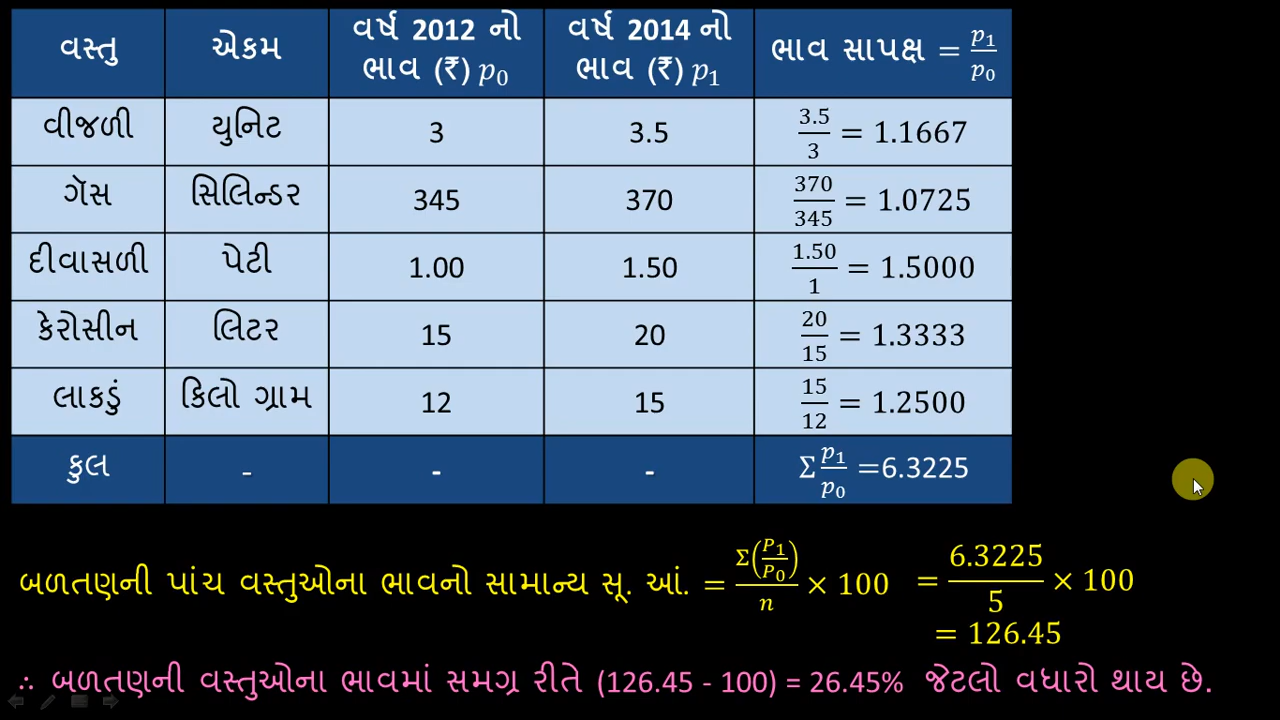 વસ્તુ એકમ વર્ષ 2012 નો ભાવ (₹) p₀ વર્ષ 2014 નો ભાવ (₹) p₁ ભાવ સાપક્ષ = p₁/p₀
વીજળી યુનિટ 3 3.5 3.5/3 = 1.1667
ગૅસ સિલિન્ડર 345 370 370/345 = 1.0725
દીવાસળી પેટી 1.00 1.50 1.50/1 = 1.5000
કેરોસીન લિટર 15 20 20/15 = 1.3333
લાકડું કિલો ગ્રામ 12 15 15/12 = 1.2500
કુલ - - - Σ p₁/p₀ =6.3225
બળતણની પાંચ વસ્તુઓના ભાવનો સામાન્ય સૂ. આં. = Σ(P₁/P₀)/n × 100 = 6.3225/5 × 100
= 126.45
∴ બળતણની વસ્તુઓના ભાવમાં સમગ્ર રીતે (126.45 - 100) = 26.45% જેટલો વધારો થાય છે.